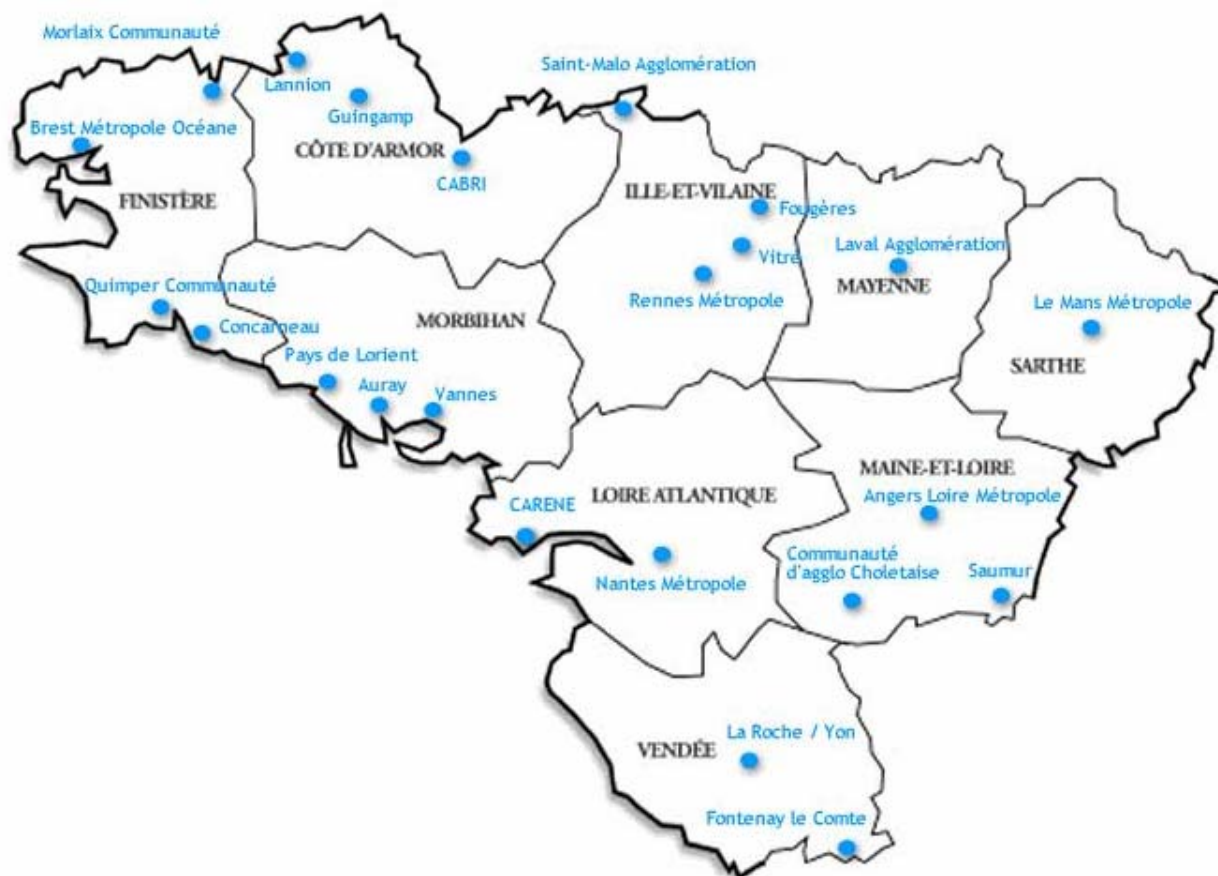 Morlaix Communauté
Lannion
Saint-Malo Agglomération
Guingamp
Brest Métropole Océane
CÔTE D'ARMOR
CABRI
FINISTÈRE
ILLE-ET-VILAINE
Fougères
Vitré
Laval Agglomération
MAYENNE
Rennes Métropole
Quimper Communauté
Le Mans Métropole
Concarneau
MORBIHAN
Pays de Lorient
SARTHE
Auray
Vannes
MAINE-ET-LOIRE
LOIRE ATLANTIQUE
Angers Loire Métropole
CARENE
Communauté
d'agglo Choletaise
Saumur
Nantes Métropole
La Roche / Yon
VENDÉE
Fontenay le Comte